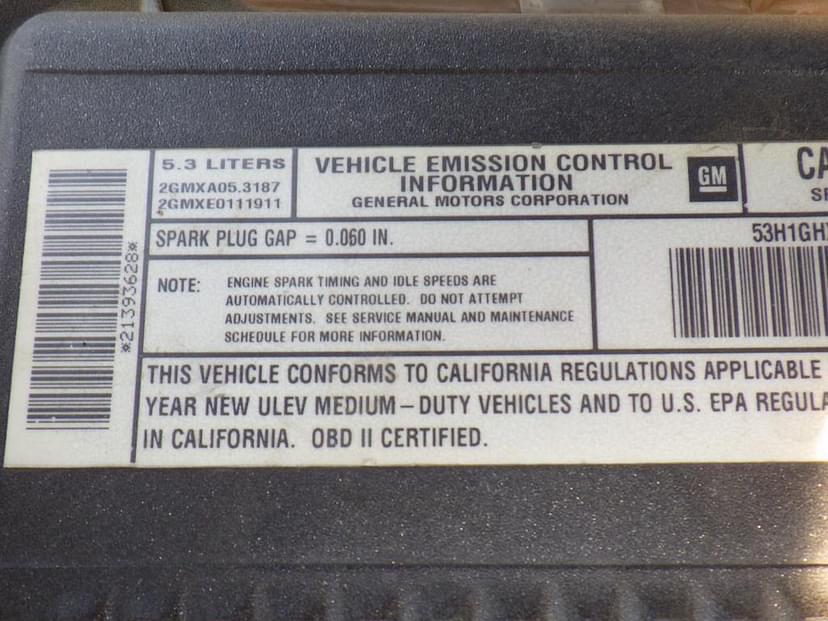 *21393628*
5.3 LITERS
2GMXA05.3187
2GMXE0111911
VEHICLE EMISSION CONTROL
INFORMATION
GENERAL MOTORS CORPORATION
GM
CA
SPARK PLUG GAP = 0.060 IN.
53H1GH
NOTE: ENGINE SPARK TIMING AND IDLE SPEEDS ARE
AUTOMATICALLY CONTROLLED. DO NOT ATTEMPT
ADJUSTMENTS. SEE SERVICE MANUAL AND MAINTENANCE
SCHEDULE FOR MORE INFORMATION.
THIS VEHICLE CONFORMS TO CALIFORNIA REGULATIONS APPLICABLE
YEAR NEW ULEV MEDIUM-DUTY VEHICLES AND TO U.S. EPA REGULA
IN CALIFORNIA. OBD II CERTIFIED.